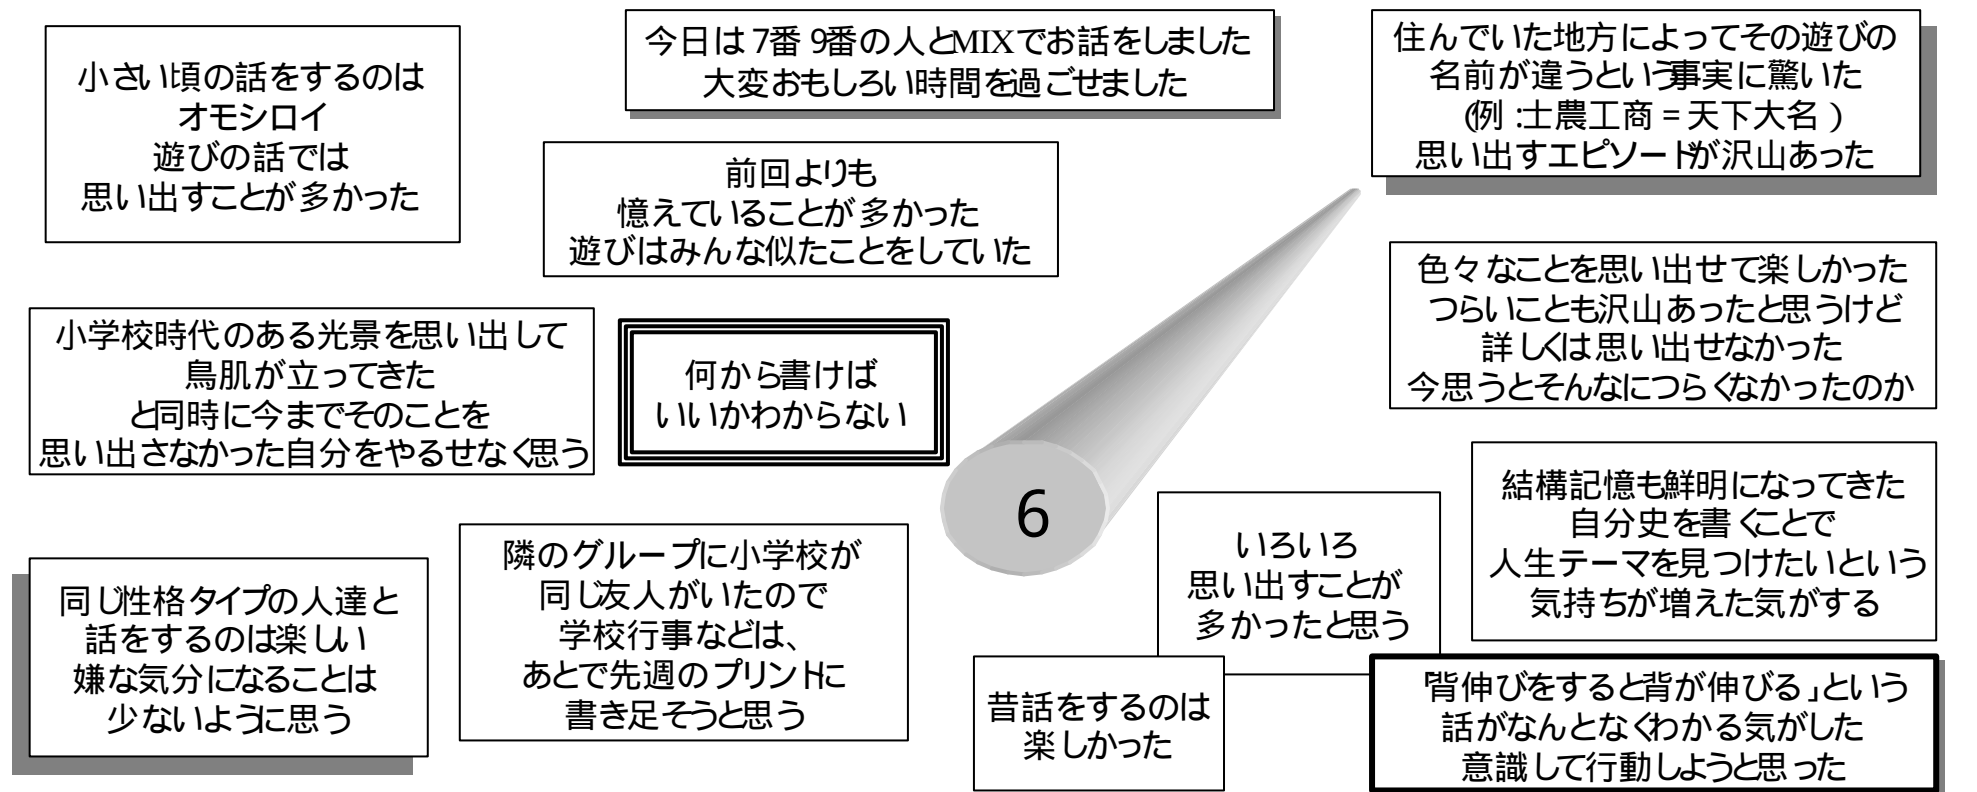 小さい頃の話をするのは
オモシロイ
遊びの話では
思い出すことが多かった
今日は7番 9番の人とMIXでお話をしました
大変おもしろい時間を過ごせました
住んでいた地方によってその遊びの
名前が違うという事実に驚いた
(例:士農工商=天下大名)
思い出すエピソードが沢山あった
前回よりも
憶えていることが多かった
遊びはみんな似たことをしていた
色々なことを思い出せて楽しかった
つらいことも沢山あったと思うけど
詳しくは思い出せなかった
今思うとそんなにつらくなかったのか
小学校時代のある光景を思い出して
鳥肌が立ってきた
と同時に今までそのことを
思い出さなかった自分をやるせなく思う
何から書けば
いいかわからない
6
結構記憶も鮮明になってきた
自分史を書くことで
人生テーマを見つけたいという
気持ちが増えた気がする
いろいろ
思い出すことが
多かったと思う
隣のグループに小学校が
同じ友人がいたので
学校行事などは、
あとで先週のプリントに
書き足そうと思う
同じ性格タイプの人達と
話をするのは楽しい
嫌な気分になることは
少ないように思う
昔話をするのは
楽しかった
「背伸びをすると背が伸びる」という
話がなんとなくわかる気がした
意識して行動しようと思った